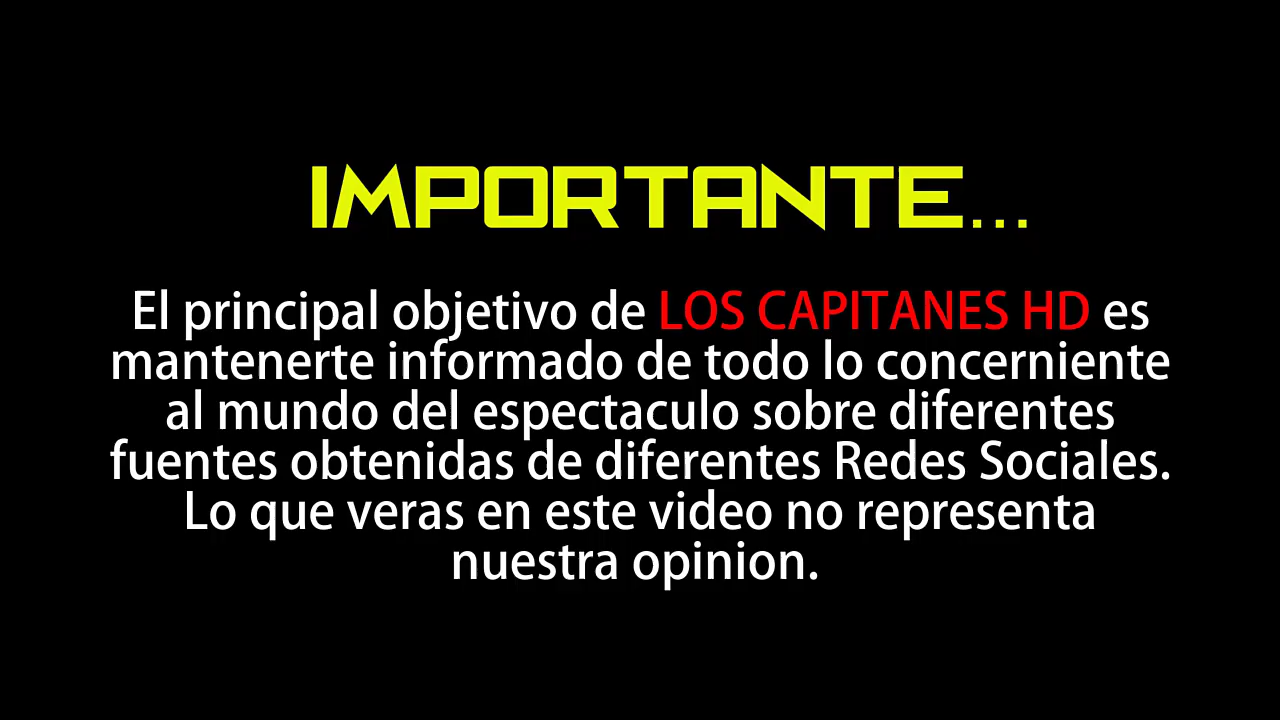 IMPORTANTE...
El principal objetivo de LOS CAPITANES HD es
mantenerte informado de todo lo concerniente
al mundo del espectaculo sobre diferentes
fuentes obtenidas de diferentes Redes Sociales.
Lo que veras en este video no representa
nuestra opinion.